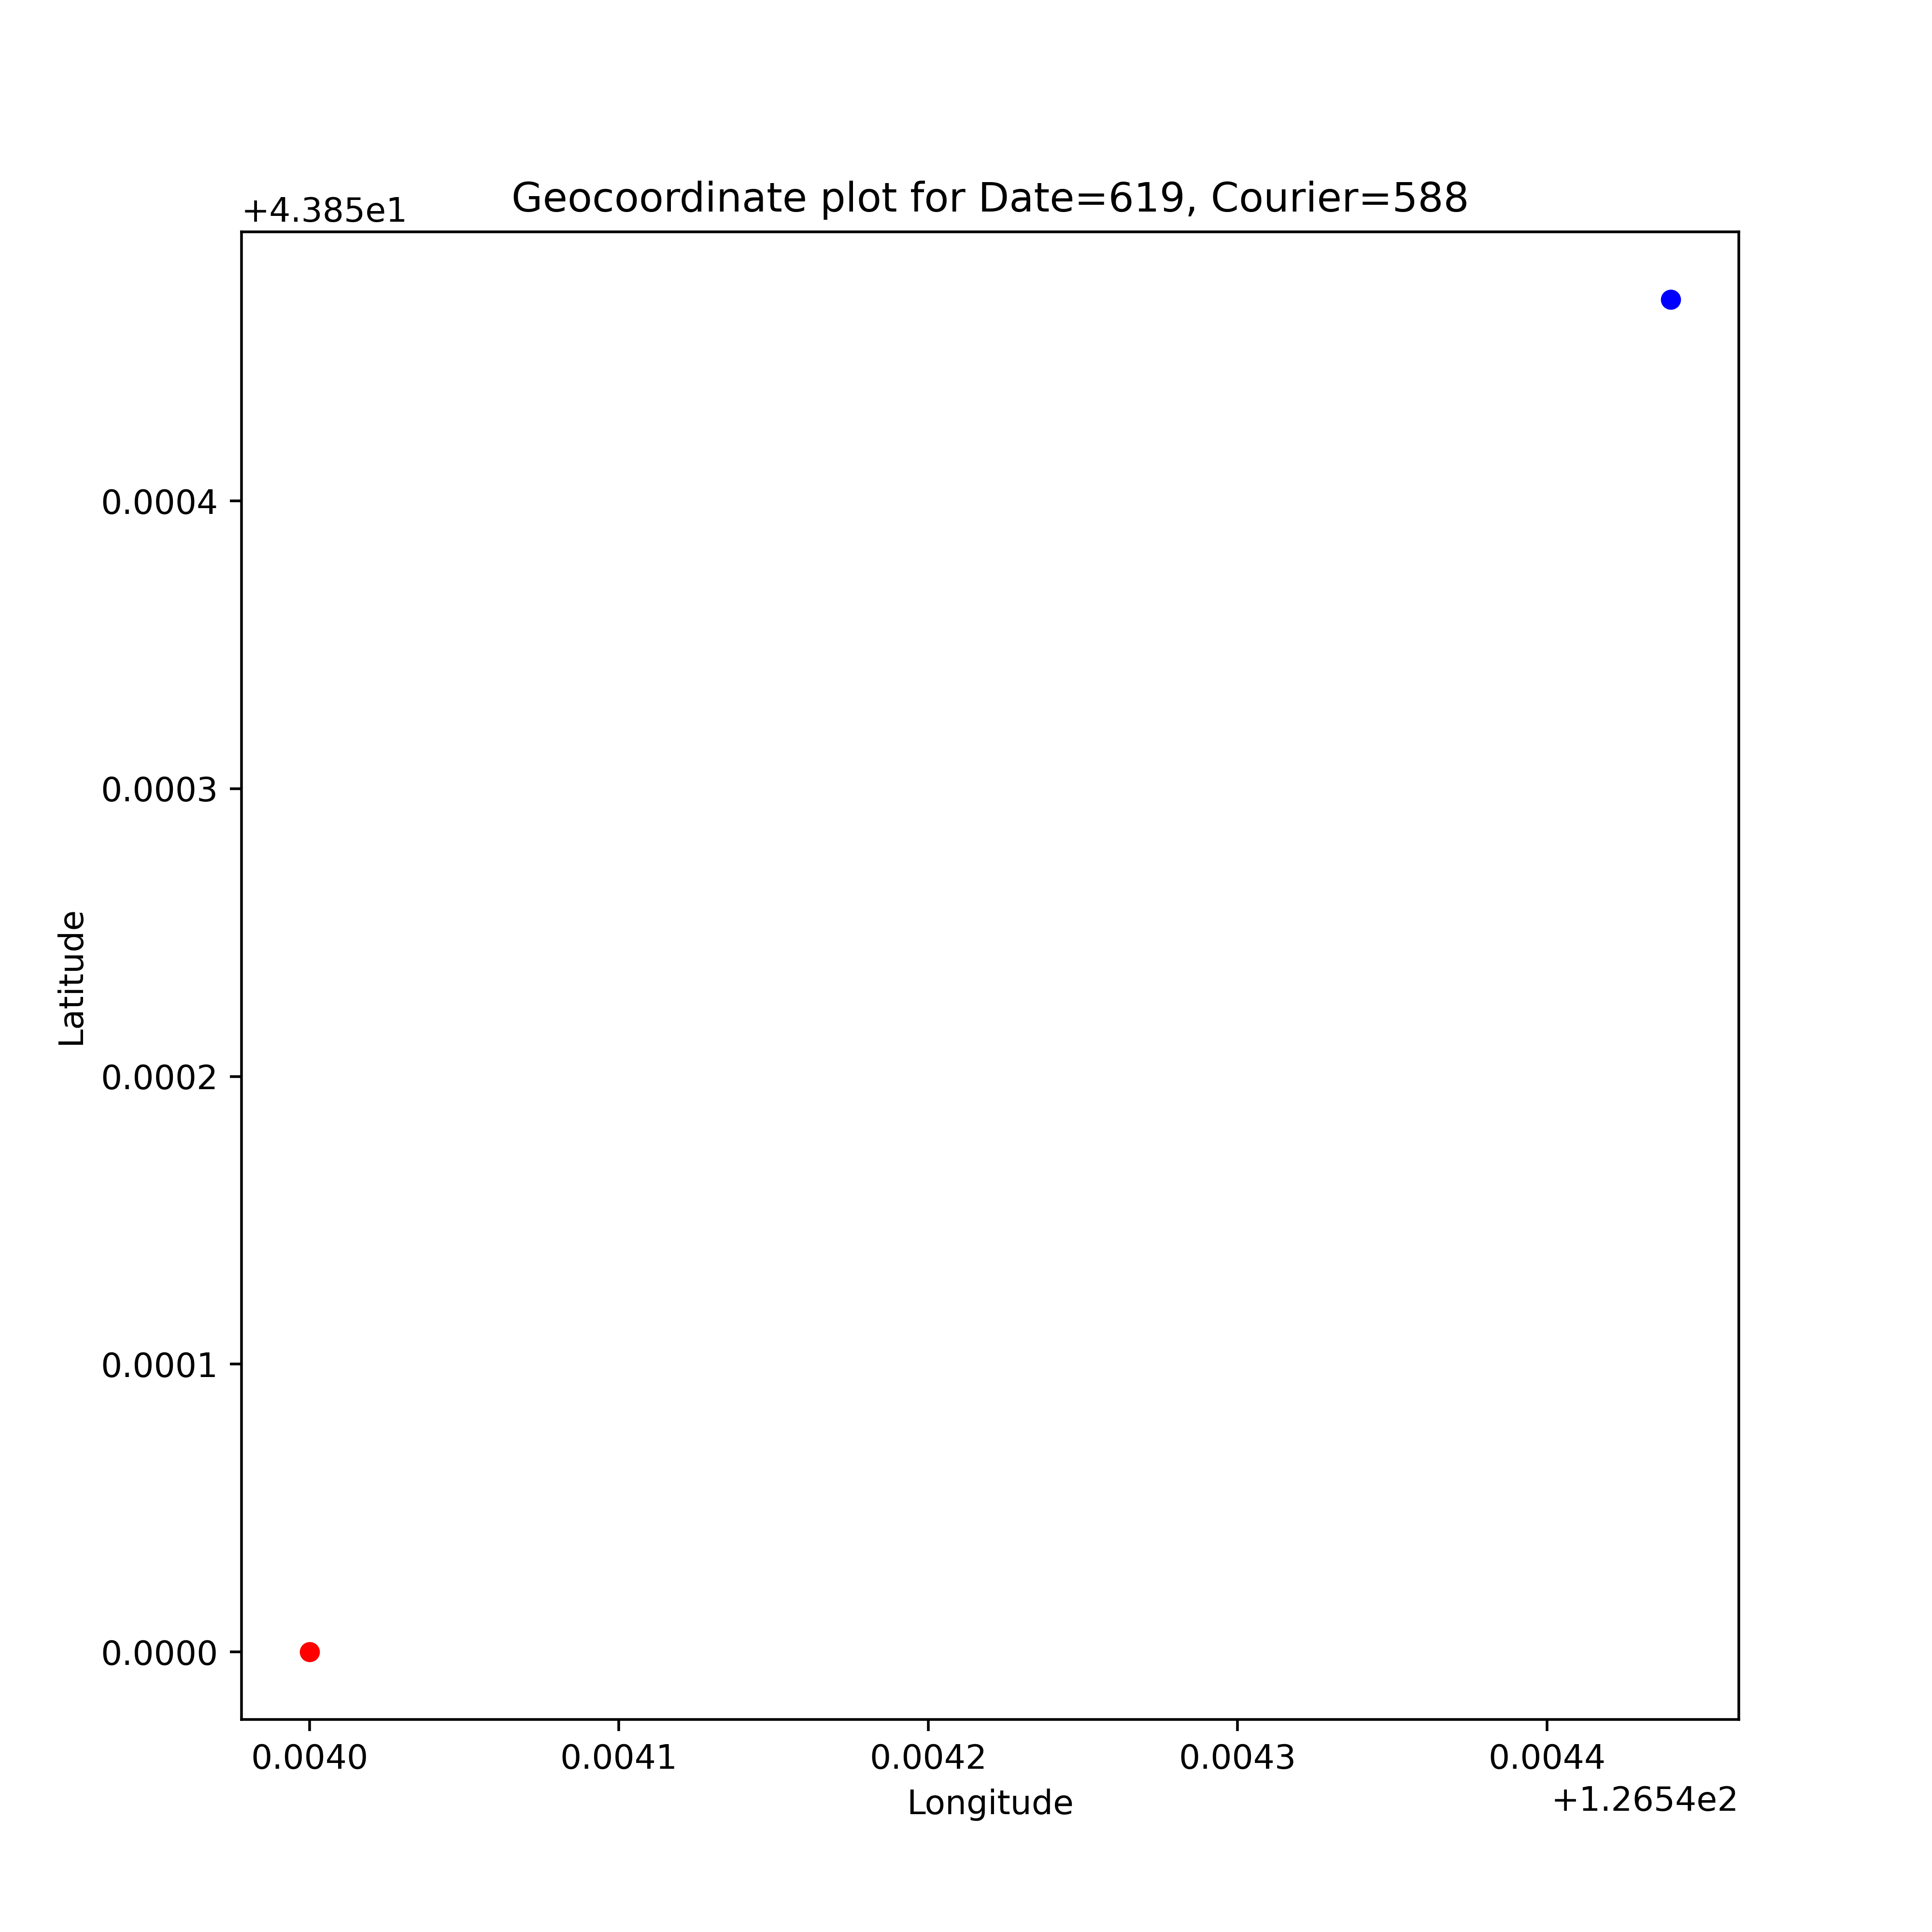 Geocoordinate plot for Date=619, Courier=588
+4.385e1
0.0004
0.0003
0.0002
0.0001
0.0000
Latitude
0.0040 0.0041 0.0042 0.0043 0.0044
Longitude
+1.2654e2